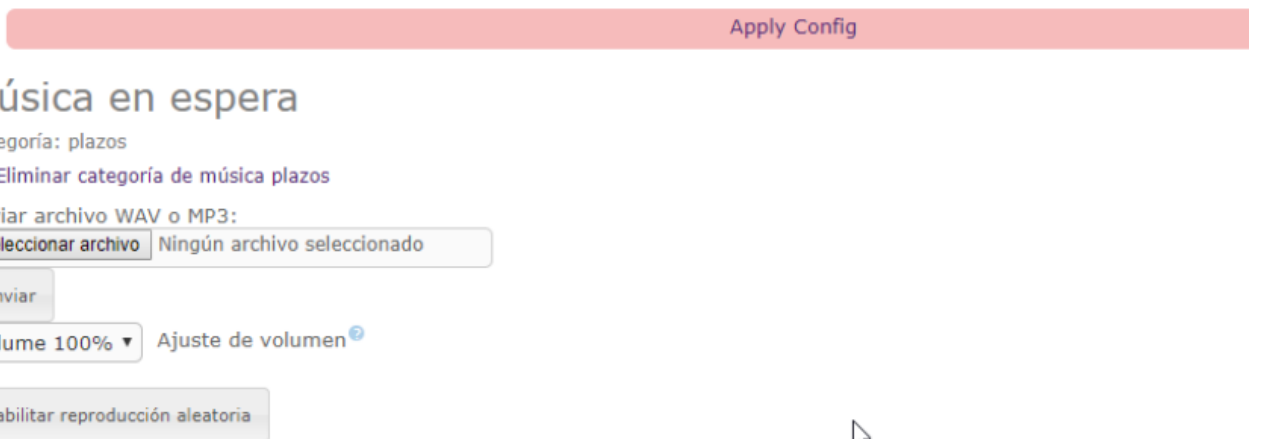 Apply Config
úsica en espera
egoría: plazos
Eliminar categoría de música plazos
iar archivo WAV o MP3:
leccionar archivo Ningún archivo seleccionado
nviar
lume 100% Ajuste de volumen
abilitar reproducción aleatoria